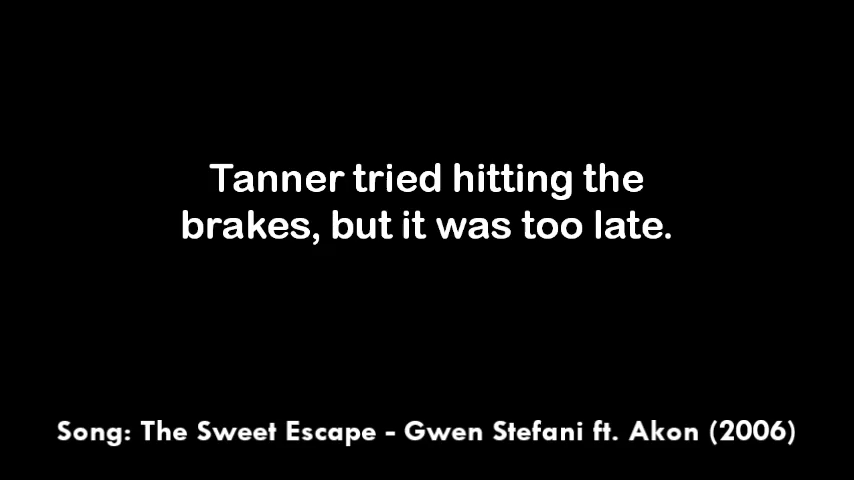 Tanner tried hitting the
brakes, but it was too late.
Song: The Sweet Escape - Gwen Stefani ft. Akon (2006)